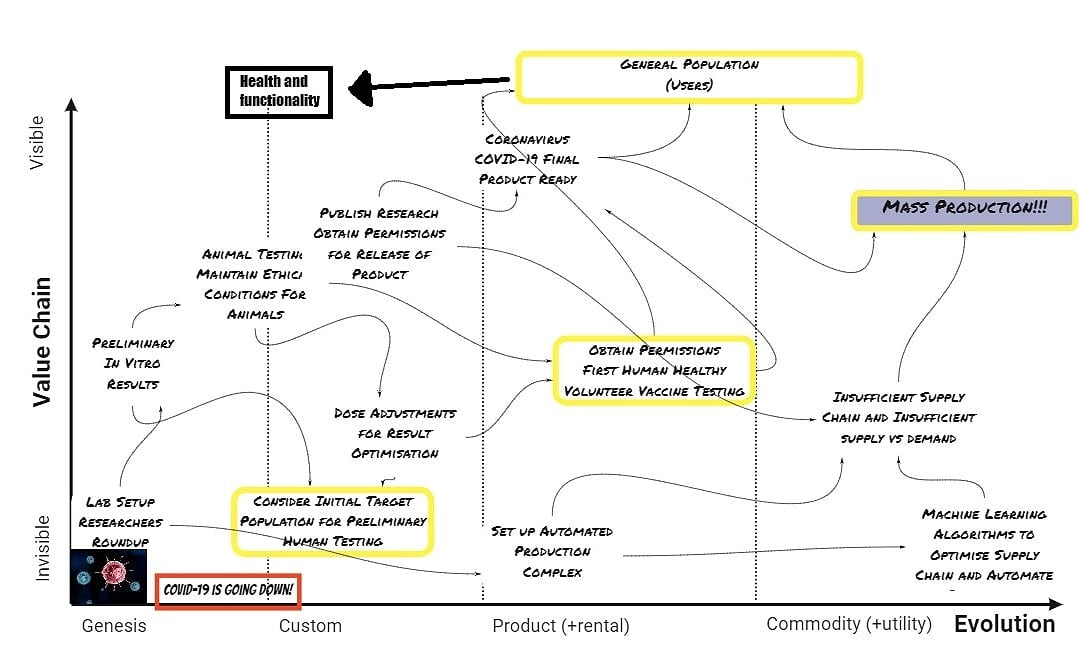 Health and
functionality
GENERAL POPULATION
(USERS)
Visible
CORONAVIRUS
COVID-19 FINAL
PRODUCT READY
MASS PRODUCTION!!!
PUBLISH RESEARCH
OBTAIN PERMISSIONS
FOR RELEASE OF
PRODUCT
ANIMAL TESTIN
MAINTAIN ETHIC
CONDITIONS FOR
ANIMALS
Value Chain
PRELIMINARY
IN VITRO
RESULTS
OBTAIN PERMISSIONS
FIRST HUMAN HEALTHY
VOLUNTEER VACCINE TESTING
DOSE ADJUSTMENTS
FOR RESULT
OPTIMISATION
INSUFFICIENT SUPPLY
CHAIN AND INSUFFICIENT
SUPPLY VS DEMAND
LAB SETUP
RESEARCHERS
ROUNDUP
CONSIDER INITIAL TARGET
POPULATION FOR PRELIMINARY
HUMAN TESTING
SET UP AUTOMATED
PRODUCTION
COMPLEX
MACHINE LEARNING
ALGORITHMS TO
OPTIMISE SUPPLY
CHAIN AND AUTOMATE
Invisible
COVID-19 IS GOING DOWN!
Genesis
Custom
Product (+rental)
Commodity (+utility)
Evolution